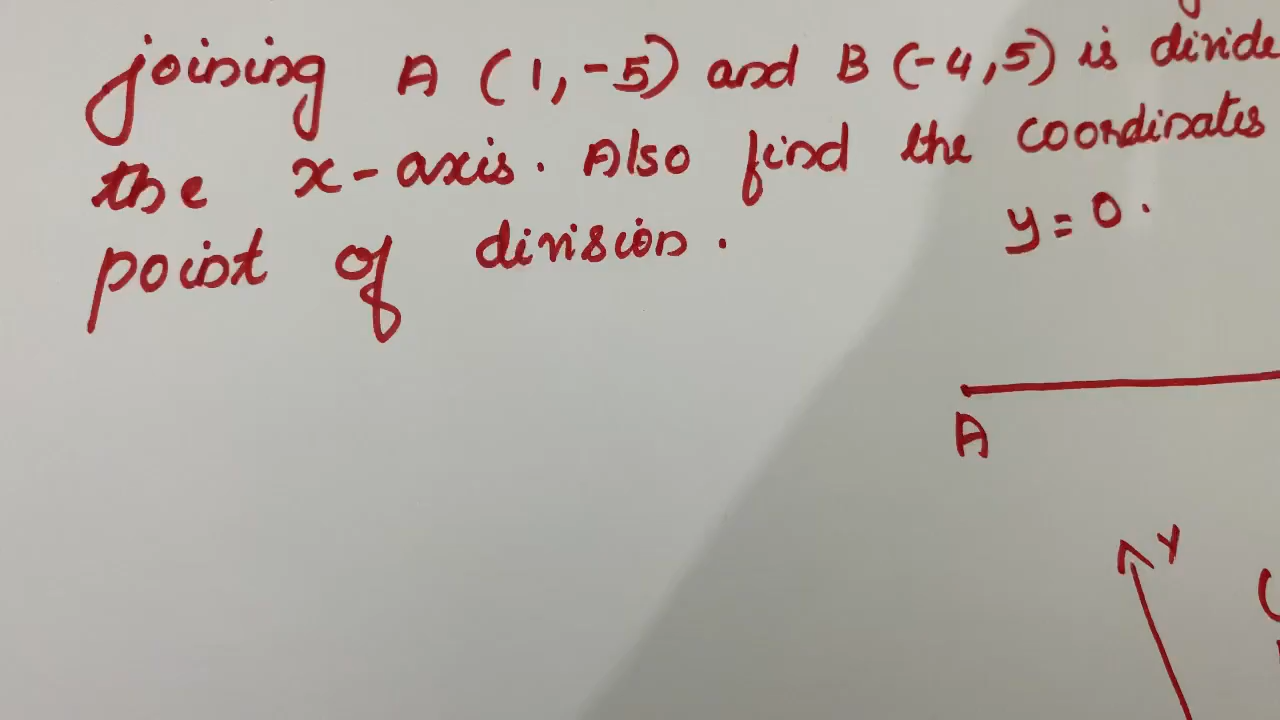 joining A (1, -5) and B (-4, 5) is divide
the x-axis. Also find the coordinates
y = 0.
point of division.
A
Y
(